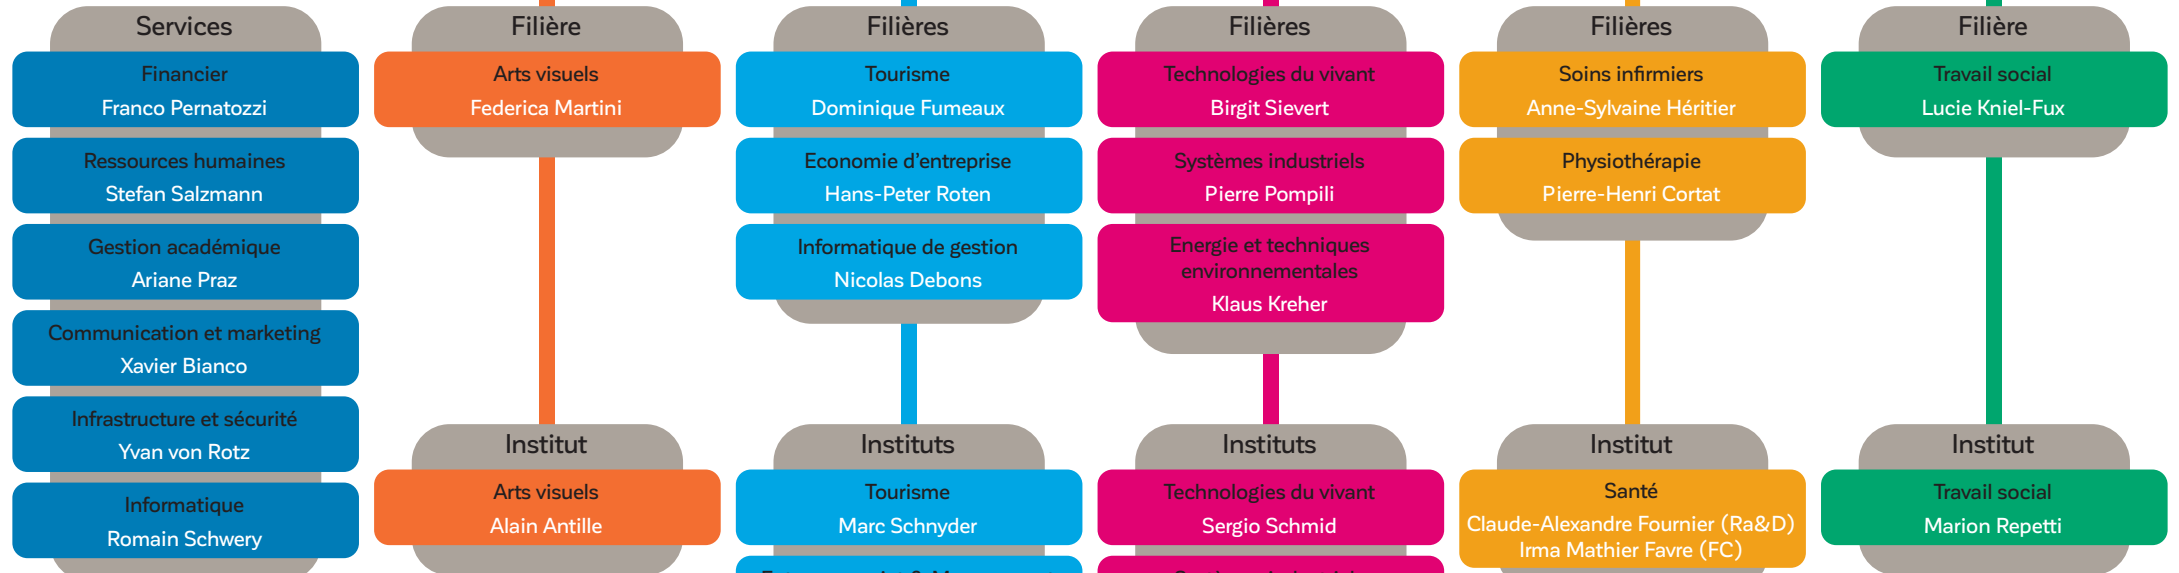 Services
Financier
Franco Pernatozzi
Ressources humaines
Stefan Salzmann
Gestion académique
Ariane Praz
Communication et marketing
Xavier Bianco
Infrastructure et sécurité
Yvan von Rotz
Informatique
Romain Schwery
Filière
Arts visuels
Federica Martini
Institut
Arts visuels
Alain Antille
Filières
Tourisme
Dominique Fumeaux
Economie d'entreprise
Hans-Peter Roten
Informatique de gestion
Nicolas Debons
Instituts
Tourisme
Marc Schnyder
Filières
Technologies du vivant
Birgit Sievert
Systèmes industriels
Pierre Pompili
Energie et techniques
environnementales
Klaus Kreher
Instituts
Technologies du vivant
Sergio Schmid
Filières
Soins infirmiers
Anne-Sylvaine Héritier
Physiothérapie
Pierre-Henri Cortat
Institut
Santé
Claude-Alexandre Fournier (Ra&D)
Irma Mathier Favre (FC)
Filière
Travail social
Lucie Kniel-Fux
Institut
Travail social
Marion Repetti